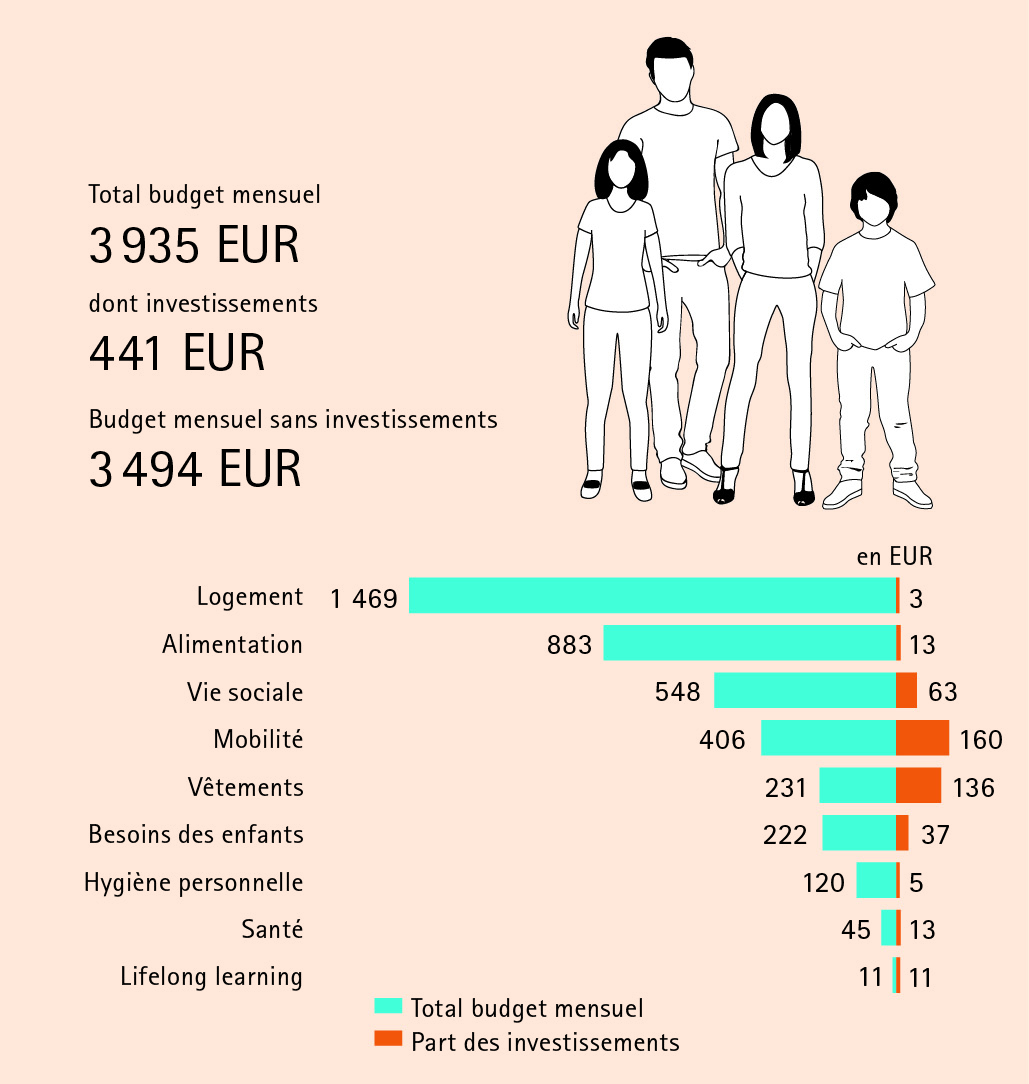 Total budget mensuel
3 935 EUR
dont investissements
441 EUR
Budget mensuel sans investissements
3 494 EUR
en EUR
Logement 1 469 3
Alimentation 883 13
Vie sociale 548 63
Mobilité 406 160
Vêtements 231 136
Besoins des enfants 222 37
Hygiène personnelle 120 5
Santé 45 13
Lifelong learning 11 11
Total budget mensuel
Part des investissements